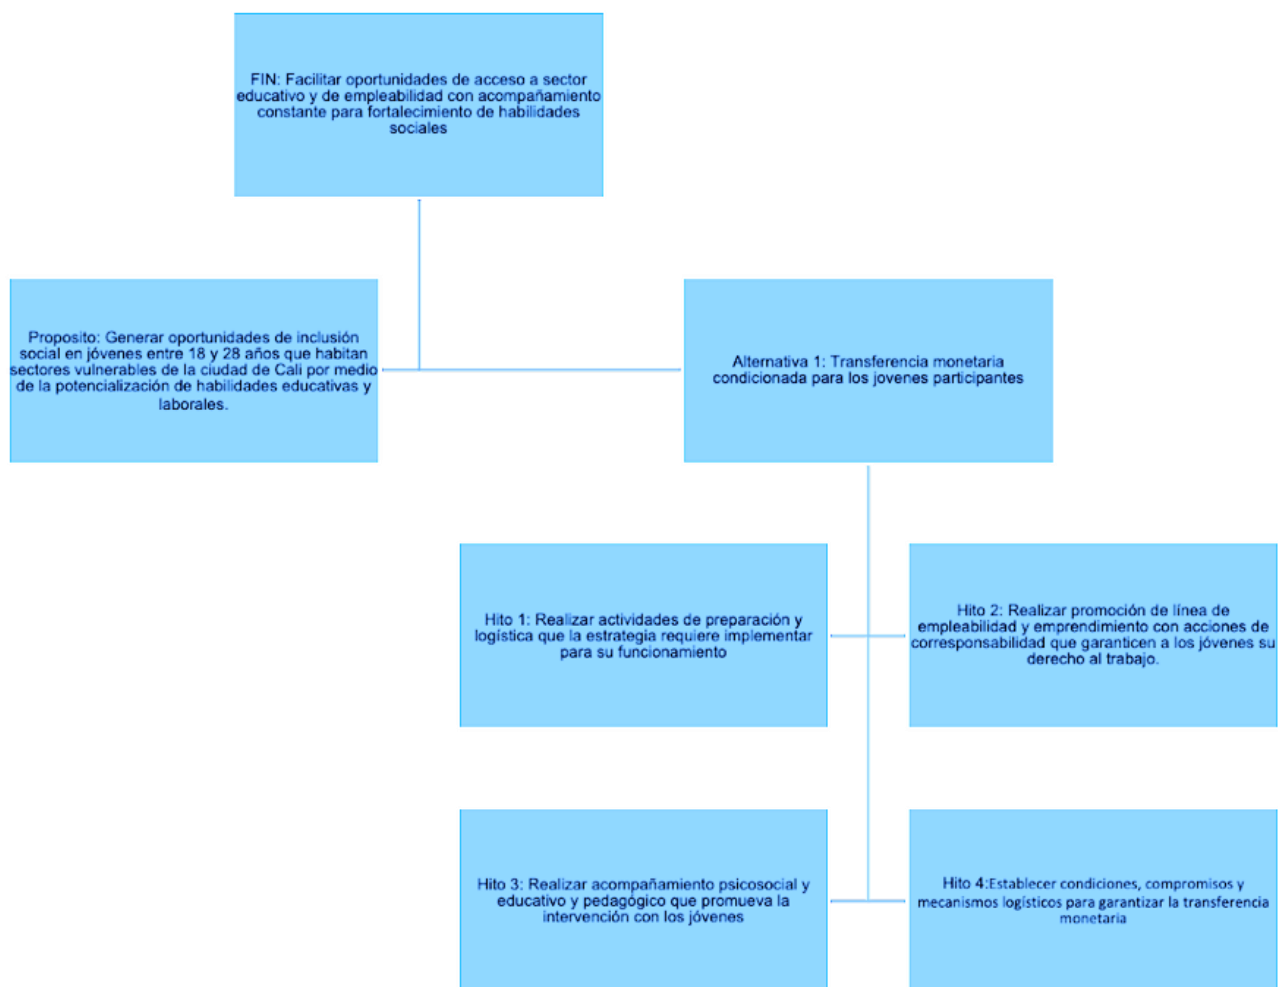 FIN: Facilitar oportunidades de acceso a sector
educativo y de empleabilidad con acompañamiento
constante para fortalecimiento de habilidades
sociales
Proposito: Generar oportunidades de inclusión
social en jóvenes entre 18 y 28 años que habitan
sectores vulnerables de la ciudad de Cali por medio
de la potencialización de habilidades educativas y
laborales.
Alternativa 1: Transferencia monetaria
condicionada para los jovenes participantes
Hito 1: Realizar actividades de preparación y
logística que la estrategia requiere implementar
para su funcionamiento
Hito 2: Realizar promoción de línea de
empleabilidad y emprendimiento con acciones de
corresponsabilidad que garanticen a los jóvenes su
derecho al trabajo.
Hito 3: Realizar acompañamiento psicosocial y
educativo y pedagógico que promueva la
intervención con los jóvenes
Hito 4:Establecer condiciones, compromisos y
mecanismos logísticos para garantizar la transferencia
monetaria